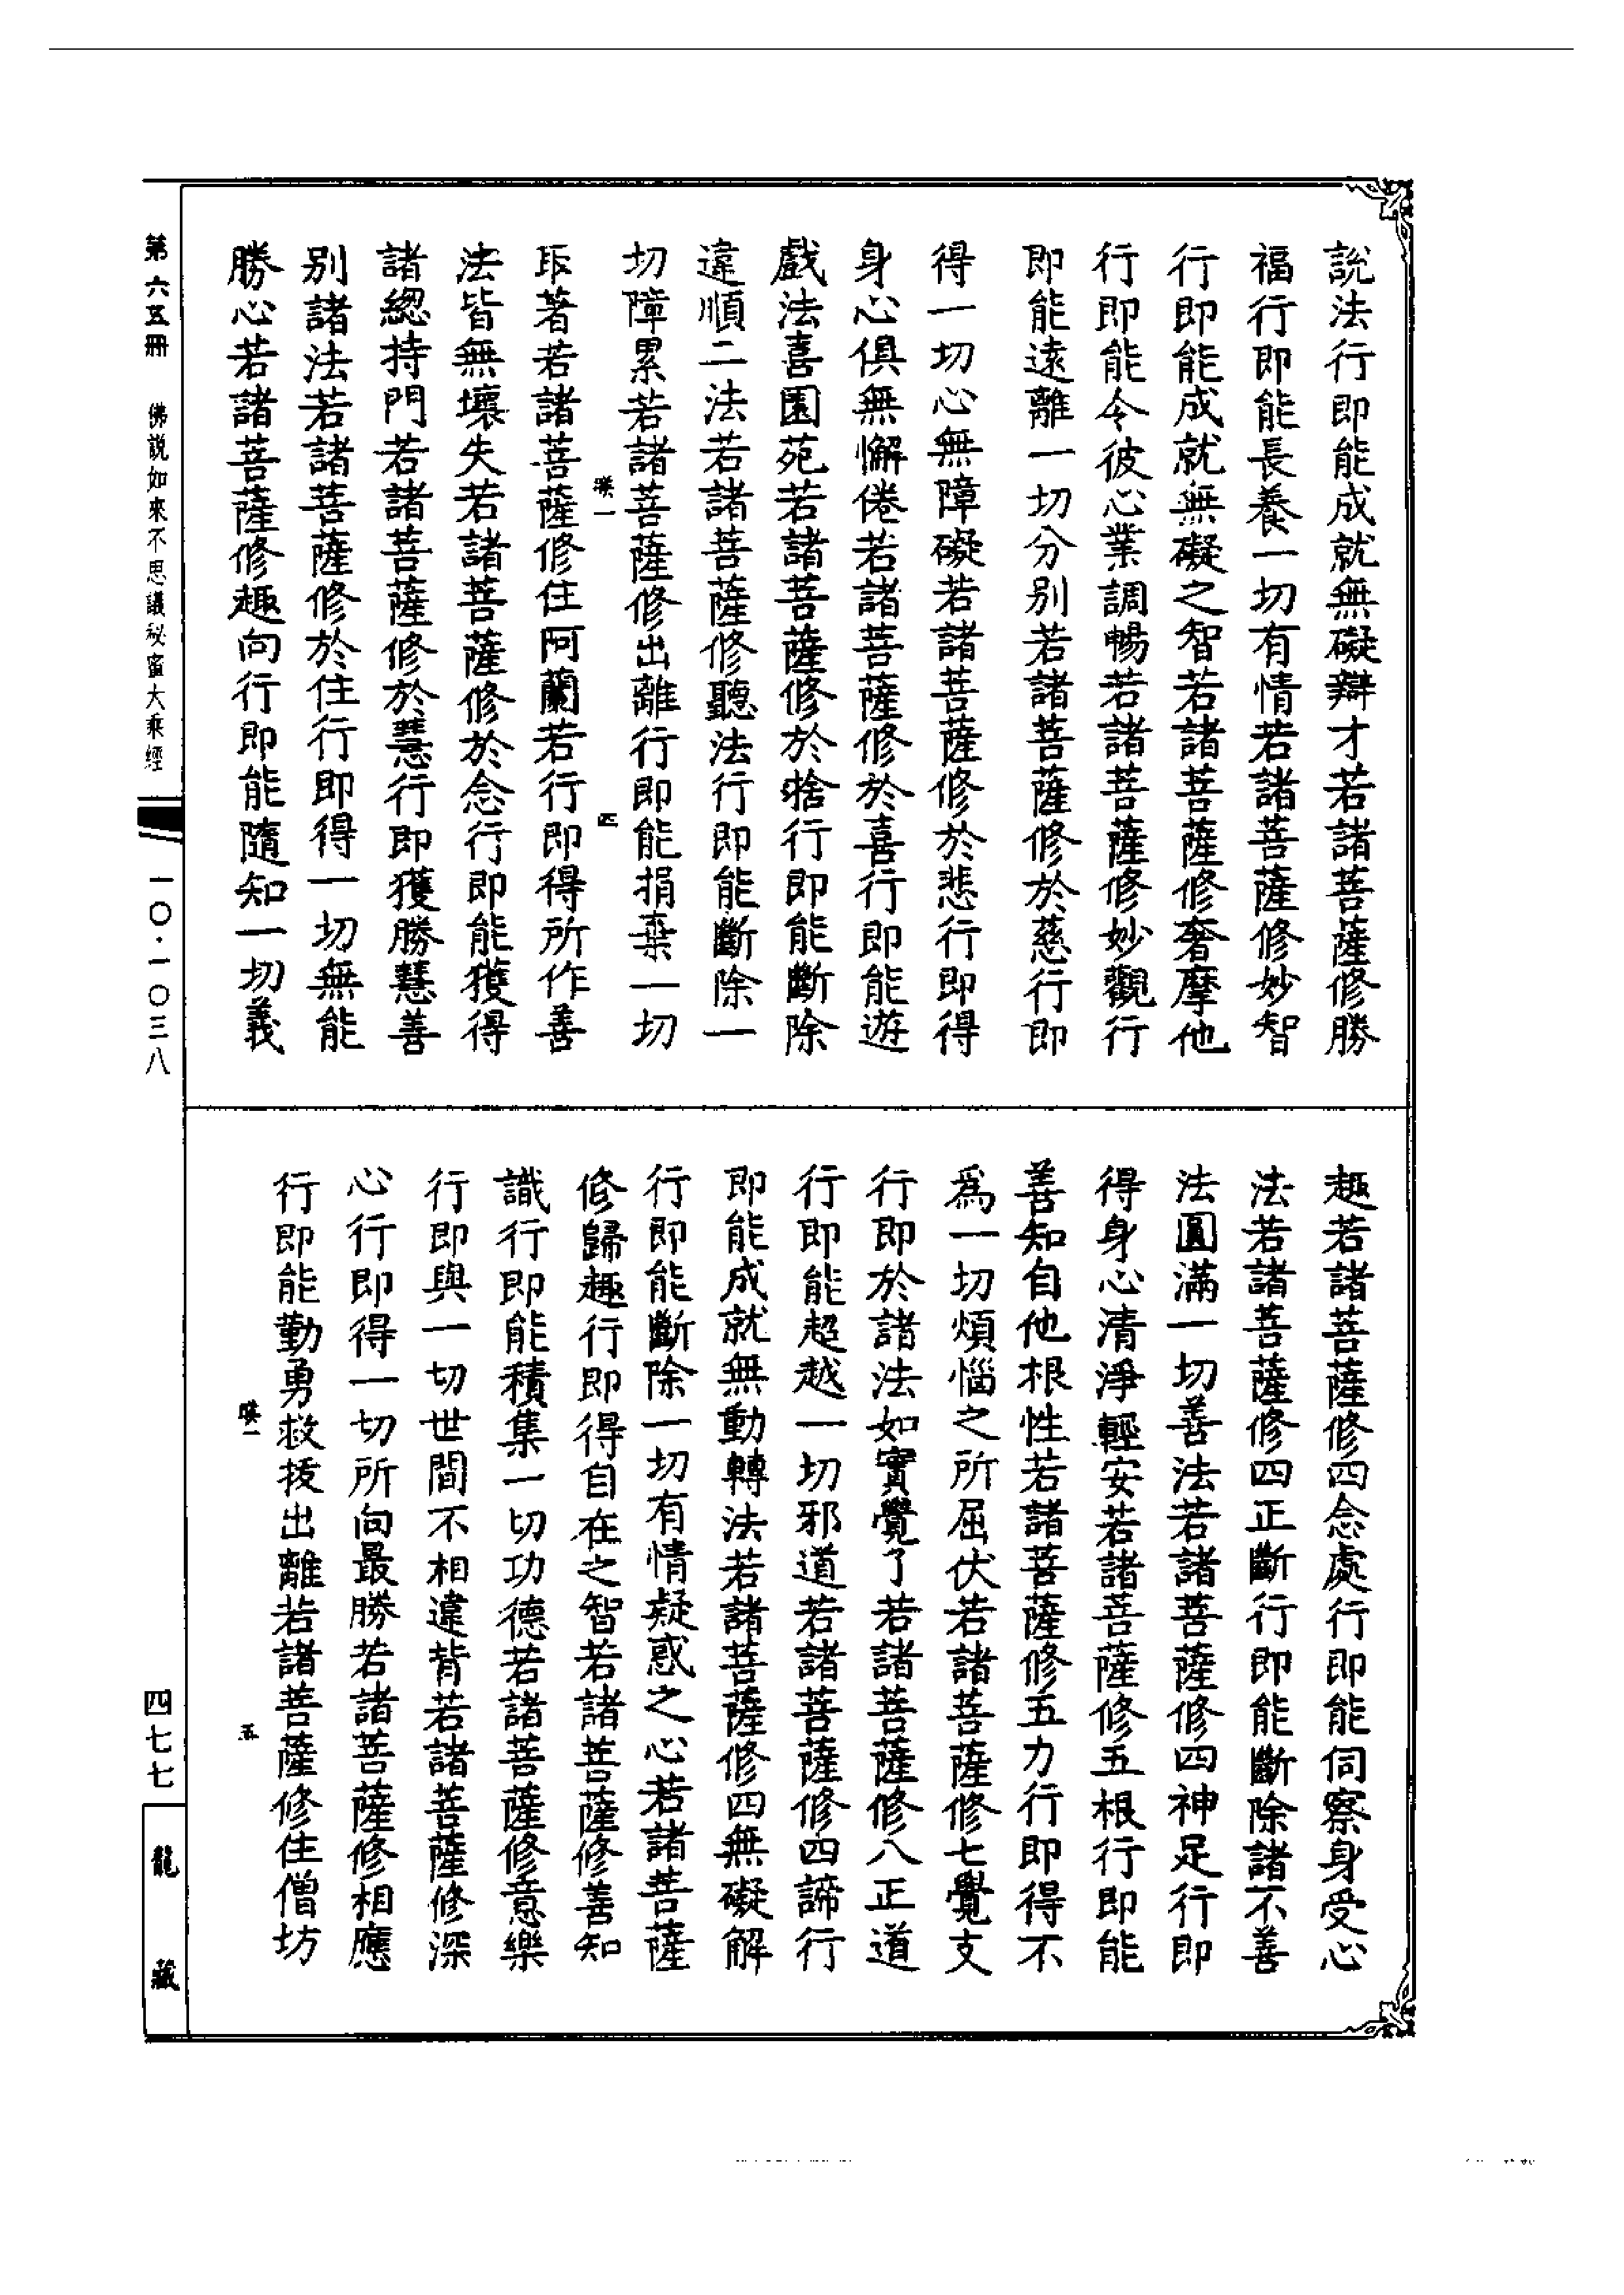 說法行即能成就無礙辯才若諸菩薩修勝
福行即能長養一切有情若諸菩薩修妙智
行即能成就無礙之智若諸菩薩修奢摩他
行即能令彼心業調暢若諸菩薩修妙觀行
即能遠離一切分別若諸菩薩修於慈行即
得一切心無障礙若諸菩薩修於悲行即得
身心俱無懈倦若諸菩薩修於喜行即能遊
戲法喜園苑若諸菩薩修於捨行即能斷除
違順二法若諸菩薩修聽法行即能斷除一
切障累若諸菩薩修出離行即能捐棄一切
暎一 四
取著若諸菩薩修住阿蘭若行即得所作善
法皆無壞失若諸菩薩修於念行即能獲得
諸緫持門若諸菩薩修於慧行即獲勝慧善
別諸法若諸菩薩修於住行即得一切無能
勝心若諸菩薩修趣向行即能隨知一切義
趣若諸菩薩修四念處行即能伺察身受心
法若諸菩薩修四正斷行即能斷除諸不善
法圓滿一切善法若諸菩薩修四神足行即
得身心清淨輕安若諸菩薩修五根行即能
善知自他根性若諸菩薩修五力行即得不
為一切煩惱之所屈伏若諸菩薩修七覺支
行即於諸法如實覺了若諸菩薩修八正道
行即能超越一切邪道若諸菩薩修四諦行
即能成就無動轉法若諸菩薩修四無礙解
行即能斷除一切有情疑惑之心若諸菩薩
修歸趣行即得自在之智若諸菩薩修善知
識行即能積集一切功德若諸菩薩修意樂
行即與一切世間不相違背若諸菩薩修深
心行即得一切所向最勝若諸菩薩修相應
行即能勤勇救拔出離若諸菩薩修住僧坊
暎一 五
第六五冊 佛說如來不思議秘蜜大乘經
一〇·一〇三八
四七七
龍藏